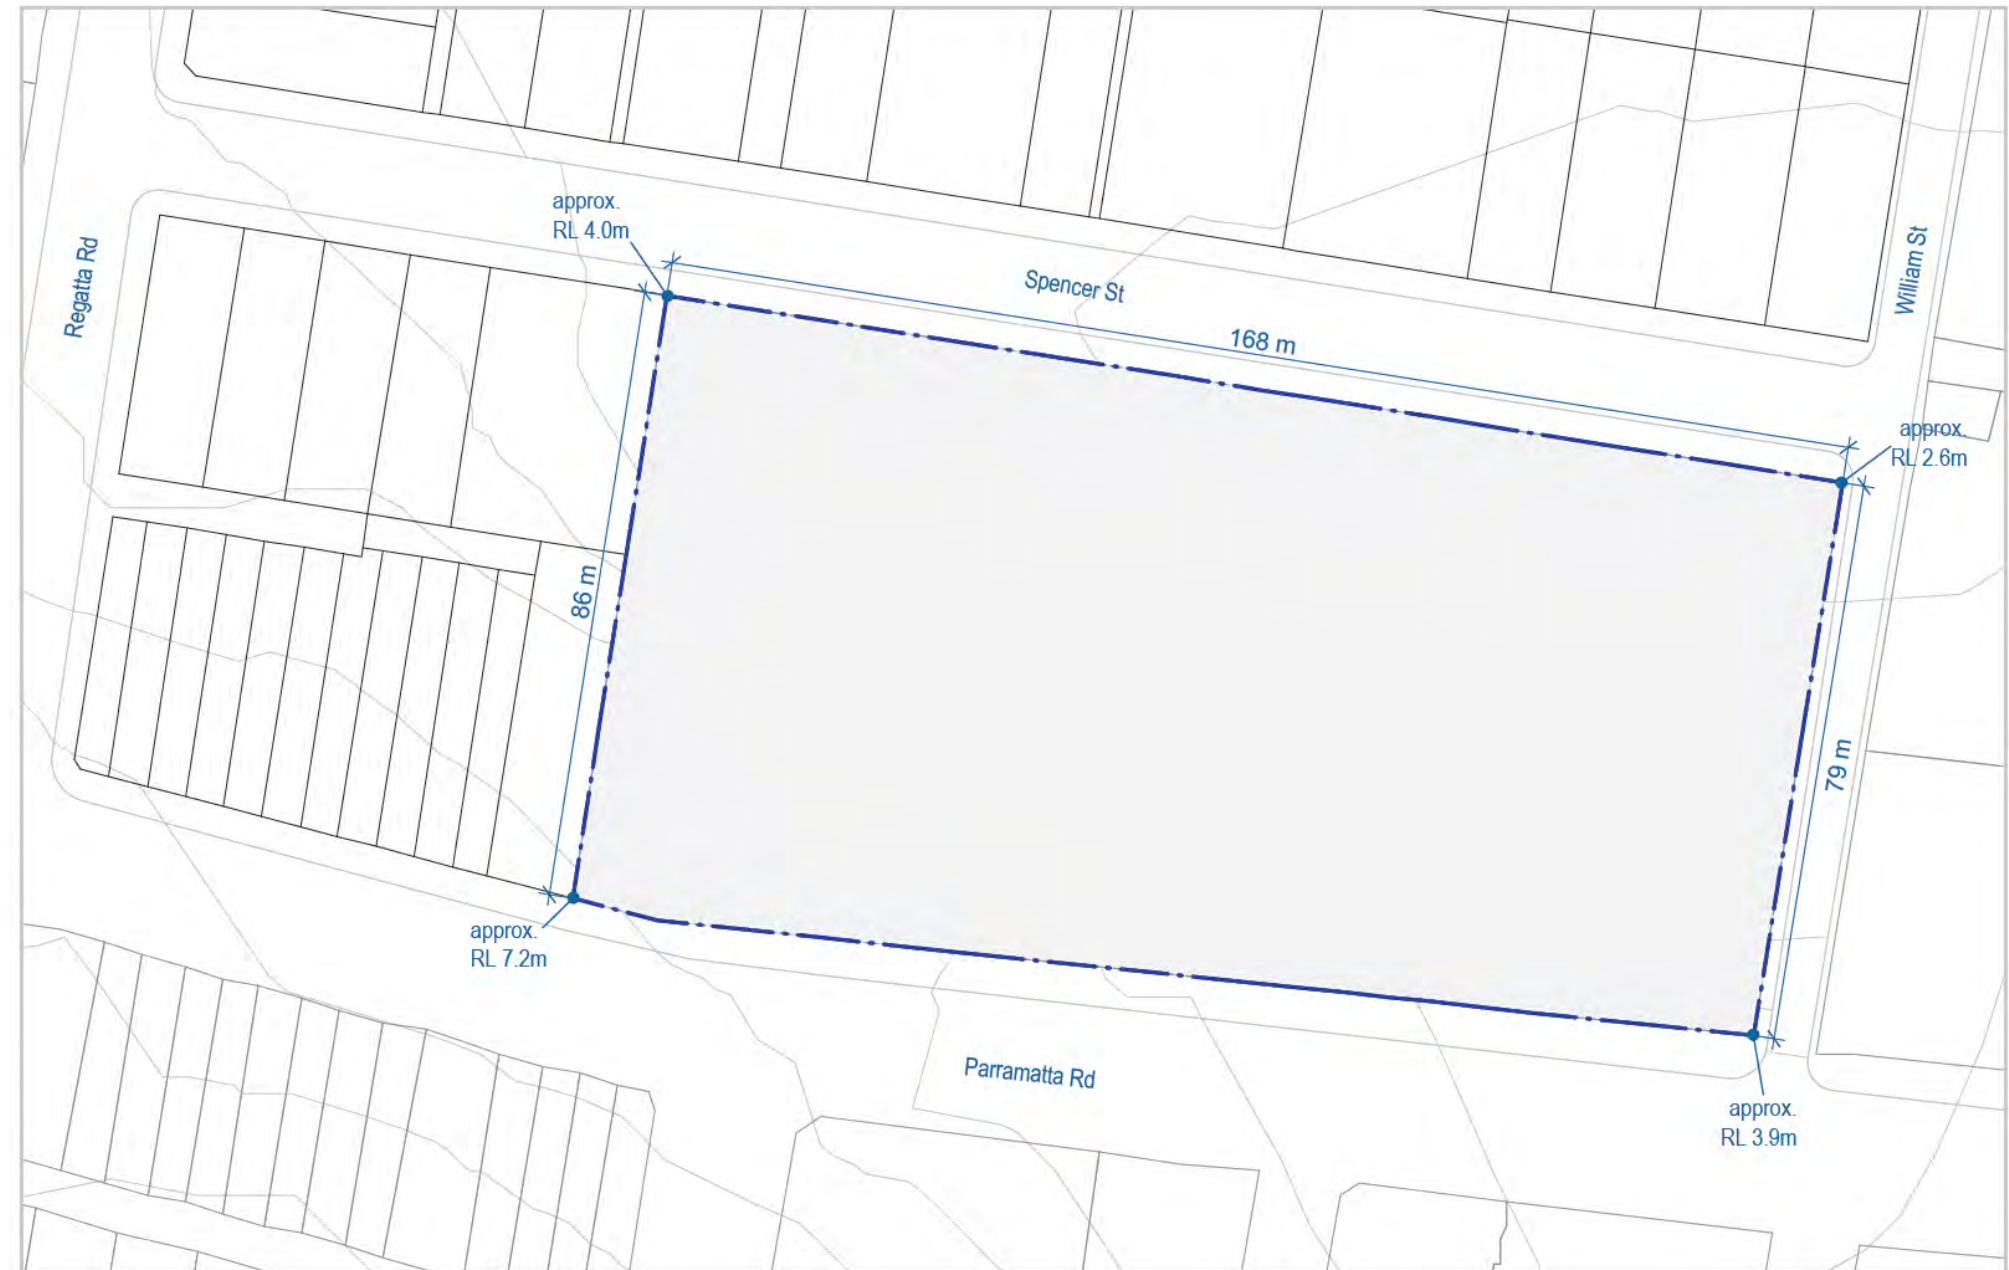 approx.
RL 4.0m
Regatta Rd
Spencer St
William St
168 m
approx.
RL 2.6m
86 m
79 m
approx.
RL 7.2m
Parramatta Rd
approx.
RL 3.9m